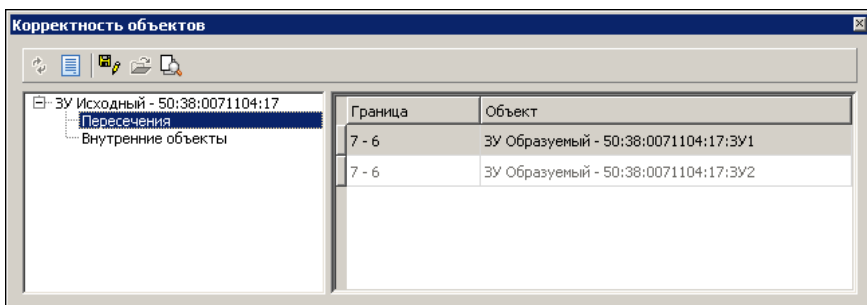 Корректность объектов
ЗУ Исходный - 50:38:0071104:17
Пересечения
Внутренние объекты
Граница Объект
7 - 6 ЗУ Образуемый - 50:38:0071104:17:ЗУ1
7 - 6 ЗУ Образуемый - 50:38:0071104:17:ЗУ2